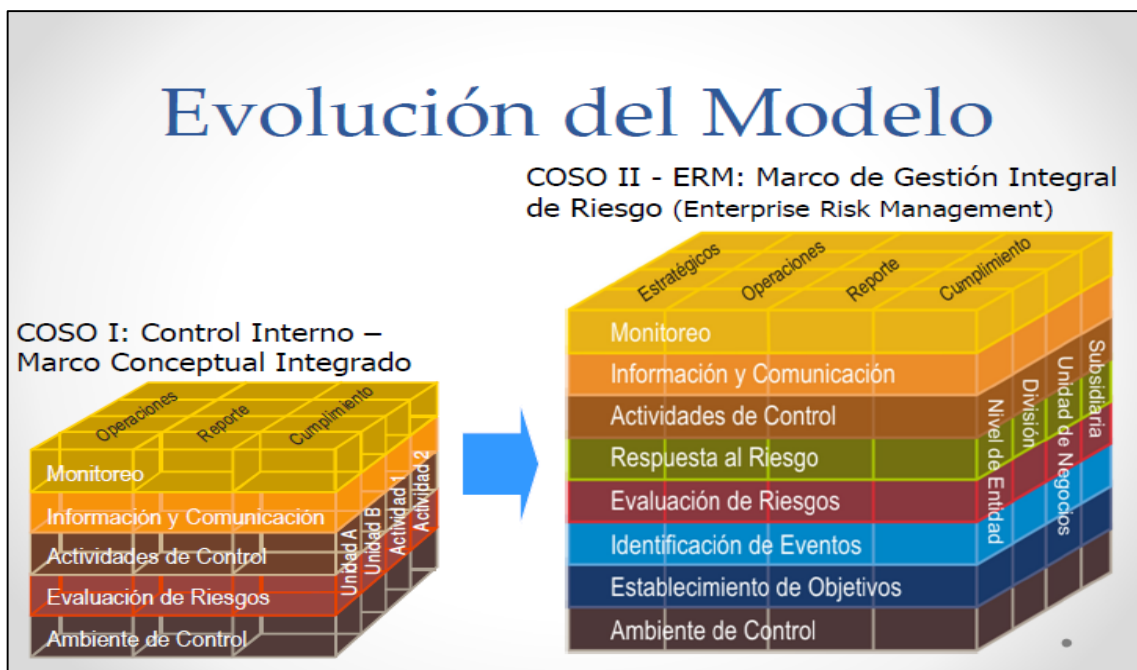 Evolución del Modelo
COSO II - ERM: Marco de Gestión Integral
de Riesgo (Enterprise Risk Management)
COSO I: Control Interno –
Marco Conceptual Integrado
Operaciones
Reporte
Cumplimiento
Monitoreo
Información y Comunicación
Actividades de Control
Evaluación de Riesgos
Ambiente de Control
Unidad A
Unidad B
Actividad 1
Actividad 2
Estratégicos
Operaciones
Reporte
Cumplimiento
Monitoreo
Información y Comunicación
Actividades de Control
Respuesta al Riesgo
Evaluación de Riesgos
Identificación de Eventos
Establecimiento de Objetivos
Ambiente de Control
Nivel de Entidad
División
Unidad de Negocios
Subsidiaria